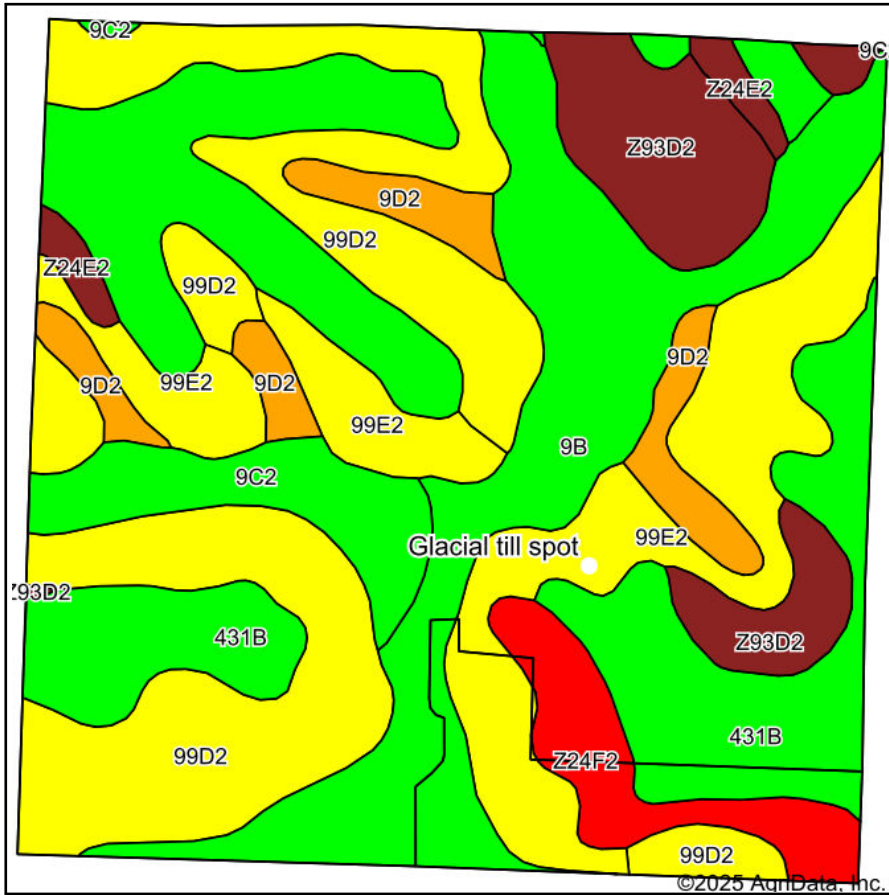 9C2
9C
Z24E2
Z93D2
9D2
99D2
Z24E2
99D2
9D2
9D2
99E2
9D2
99E2
9B
9C2
99E2
Glacial till spot
Z93D2
431B
Z93D2
431B
99D2
Z24F2
99D2
©2025 AgriData, Inc.